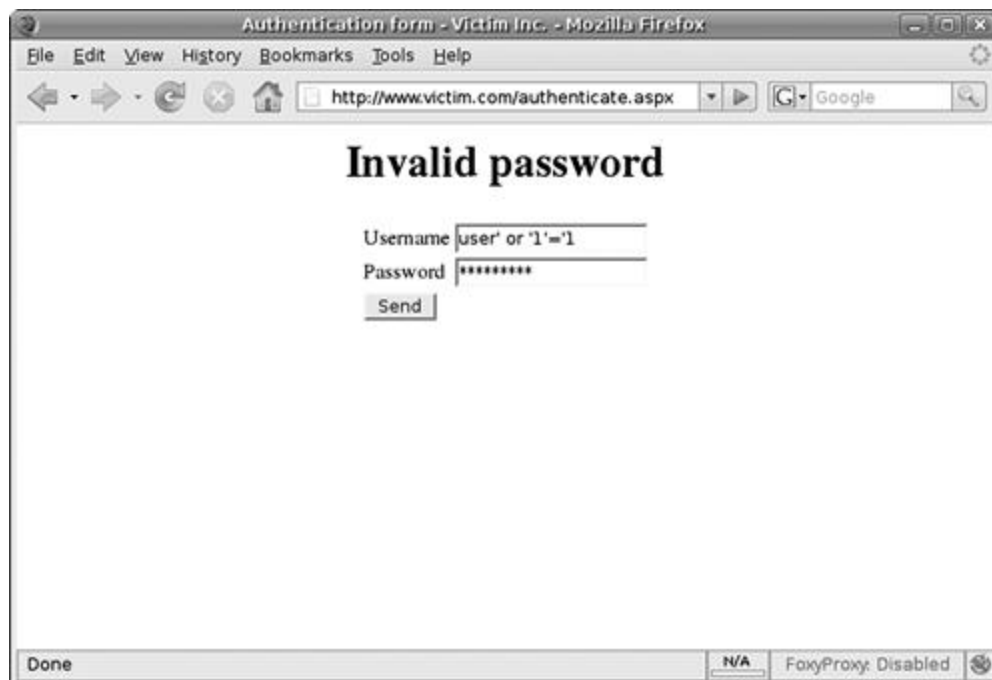 Authentication form - Victim Inc. - Mozilla Firefox
File Edit View History Bookmarks Tools Help
http://www.victim.com/authenticate.aspx
G Google
Invalid password
Username user' or '1'='1
Password *********
Send
Done
N/A
FoxyProxy: Disabled